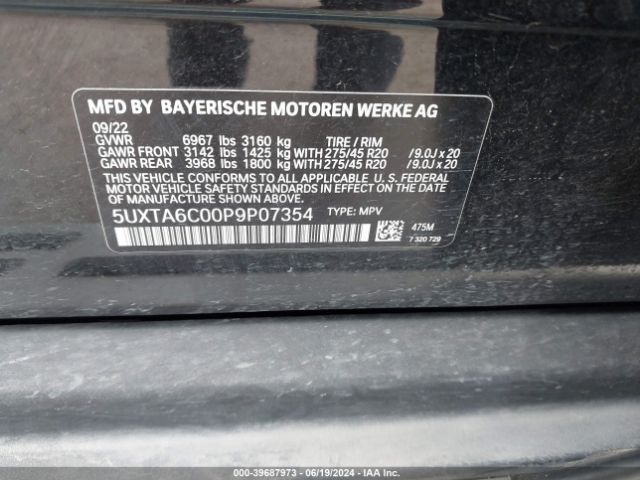 MFD BY BAYERISCHE MOTOREN WERKE AG
09/22
GVWR 6967 lbs 3160 kg TIRE / RIM
GAWR FRONT 3142 lbs 1425 kg WITH 275/45 R20 / 9.0J x 20
GAWR REAR 3968 lbs 1800 kg WITH 275/45 R20 / 9.0J x 20
THIS VEHICLE CONFORMS TO ALL APPLICABLE U. S. FEDERAL
MOTOR VEHICLE SAFETY STANDARDS IN EFFECT ON THE
DATE OF MANUFACTURE SHOWN ABOVE.
5UXTA6C00P9P07354 TYPE: MPV
475M
7 320 729
000-39687973 - 06/19/2024 - IAA Inc.